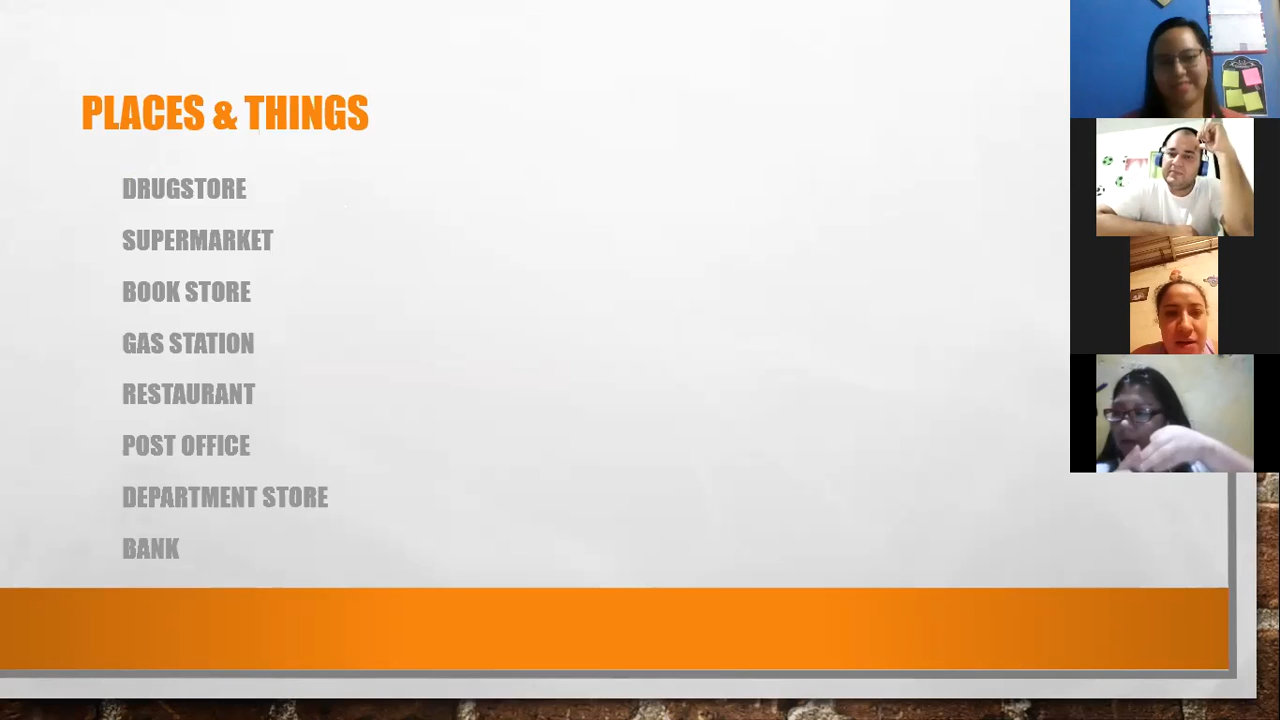 PLACES & THINGS
DRUGSTORE
SUPERMARKET
BOOK STORE
GAS STATION
RESTAURANT
POST OFFICE
DEPARTMENT STORE
BANK